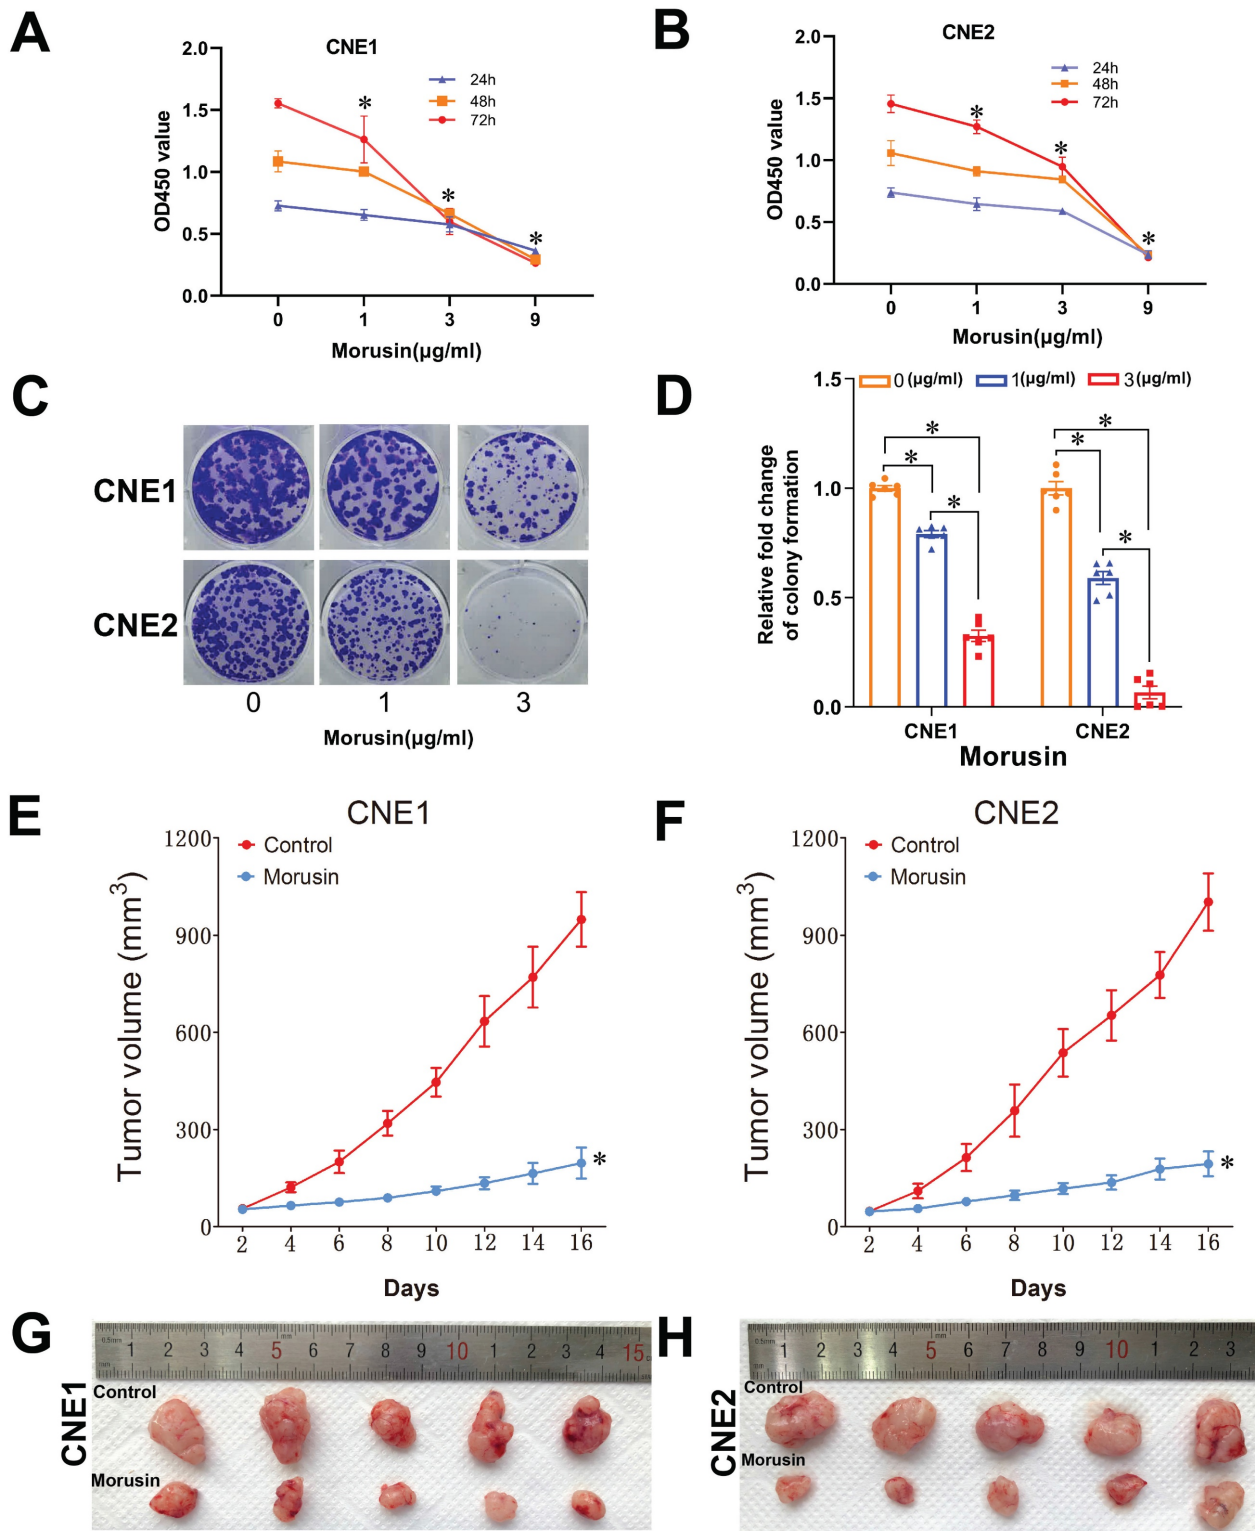 A
CNE1
24h
48h
72h
OD450 value
2.0
1.5
1.0
0.5
0.0
*
*
*
0 1 3 9
Morusin(µg/ml)
B
CNE2
24h
48h
72h
OD450 value
2.0
1.5
1.0
0.5
0.0
*
*
*
0 1 3 9
Morusin(µg/ml)
C
CNE1
CNE2
0 1 3
Morusin(µg/ml)
D
0 (µg/ml) 1(µg/ml) 3(µg/ml)
Relative fold change
of colony formation
1.5
1.0
0.5
0.0
* *
* *
* *
CNE1 CNE2
Morusin
E
CNE1
Control
Morusin
Tumor volume (mm³)
1200
900
600
300
0
*
2 4 6 8 10 12 14 16
Days
F
CNE2
Control
Morusin
Tumor volume (mm³)
1200
900
600
300
0
*
2 4 6 8 10 12 14 16
Days
G
0.5mm mm
1 2 3 4 5 6 7 8 9 10 1 2 3 4 15
CNE1
Control
Morusin
H
0.5mm mm
1 2 3 4 5 6 7 8 9 10 1 2 3
CNE2
Control
Morusin